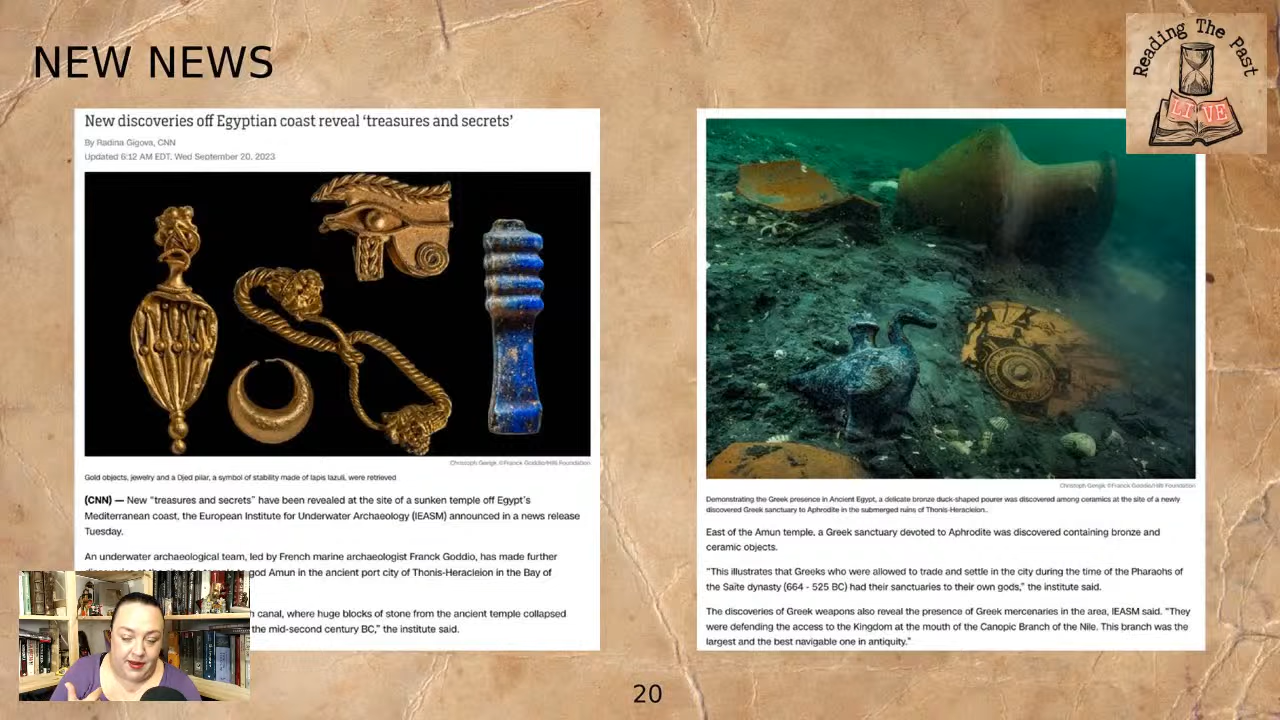 NEW NEWS
Reading The Past
LIVE
New discoveries off Egyptian coast reveal ‘treasures and secrets’
By Radina Gigova, CNN
Updated 6:12 AM EDT, Wed September 20, 2023
Christoph Gerigk ©Franck Goddio/Hilti Foundation
Gold objects, jewelry and a Djed pilar, a symbol of stability made of lapis lazuli, were retrieved
(CNN) — New “treasures and secrets” have been revealed at the site of a sunken temple off Egypt’s
Mediterranean coast, the European Institute for Underwater Archaeology (IEASM) announced in a news release
Tuesday.
An underwater archaeological team, led by French marine archaeologist Franck Goddio, has made further
god Amun in the ancient port city of Thonis-Heracleion in the Bay of
canal, where huge blocks of stone from the ancient temple collapsed
the mid-second century BC,” the institute said.
Christoph Gerigk ©Franck Goddio/Hilti Foundation
Demonstrating the Greek presence in Ancient Egypt, a delicate bronze duck-shaped pourer was discovered among ceramics at the site of a newly
discovered Greek sanctuary to Aphrodite in the submerged ruins of Thonis-Heracleion..
East of the Amun temple, a Greek sanctuary devoted to Aphrodite was discovered containing bronze and
ceramic objects.
“This illustrates that Greeks who were allowed to trade and settle in the city during the time of the Pharaohs of
the Saïte dynasty (664 - 525 BC) had their sanctuaries to their own gods,” the institute said.
The discoveries of Greek weapons also reveal the presence of Greek mercenaries in the area, IEASM said. “They
were defending the access to the Kingdom at the mouth of the Canopic Branch of the Nile. This branch was the
largest and the best navigable one in antiquity.”
20